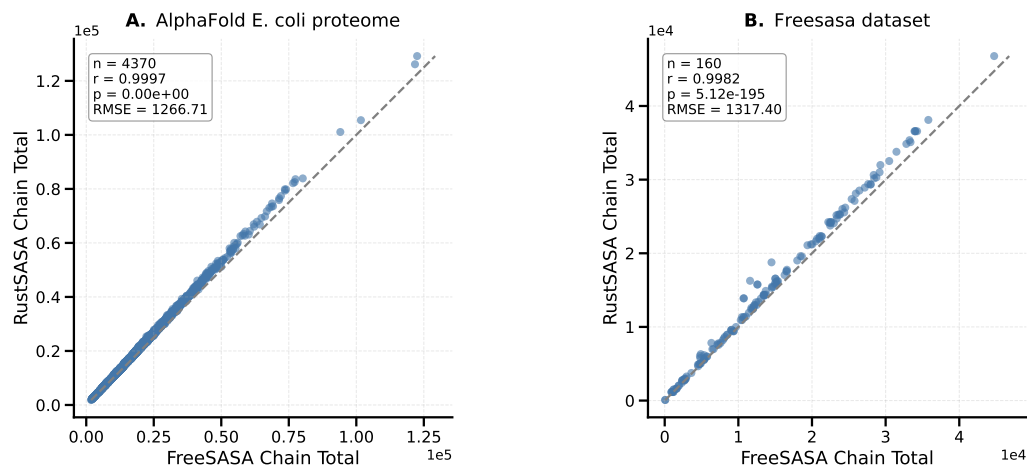 A. AlphaFold E. coli proteome
1e5
n = 4370
r = 0.9997
p = 0.00e+00
RMSE = 1266.71
1.2
1.0
0.8
0.6
0.4
0.2
0.0
RustSASA Chain Total
0.00 0.25 0.50 0.75 1.00 1.25
FreeSASA Chain Total
1e5
B. Freesasa dataset
1e4
n = 160
r = 0.9982
p = 5.12e-195
RMSE = 1317.40
4
3
2
1
0
RustSASA Chain Total
0 1 2 3 4
FreeSASA Chain Total
1e4